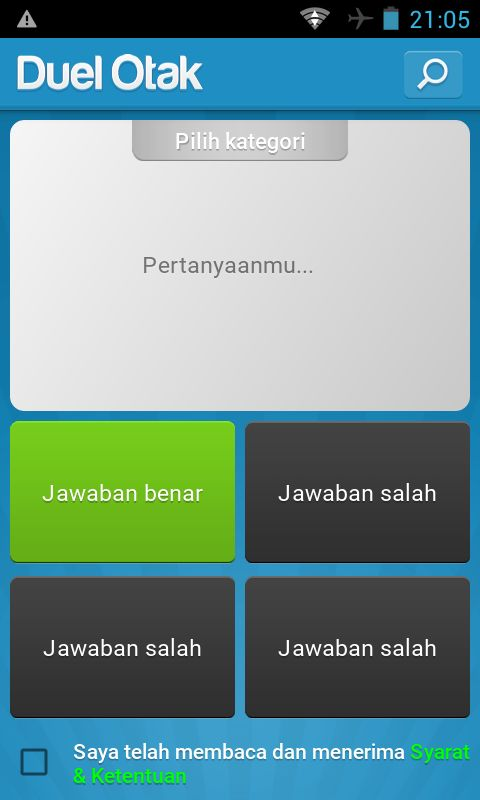 21:05
Duel Otak
Pilih kategori
Pertanyaanmu...
Jawaban benar
Jawaban salah
Jawaban salah
Jawaban salah
Saya telah membaca dan menerima Syarat
& Ketentuan